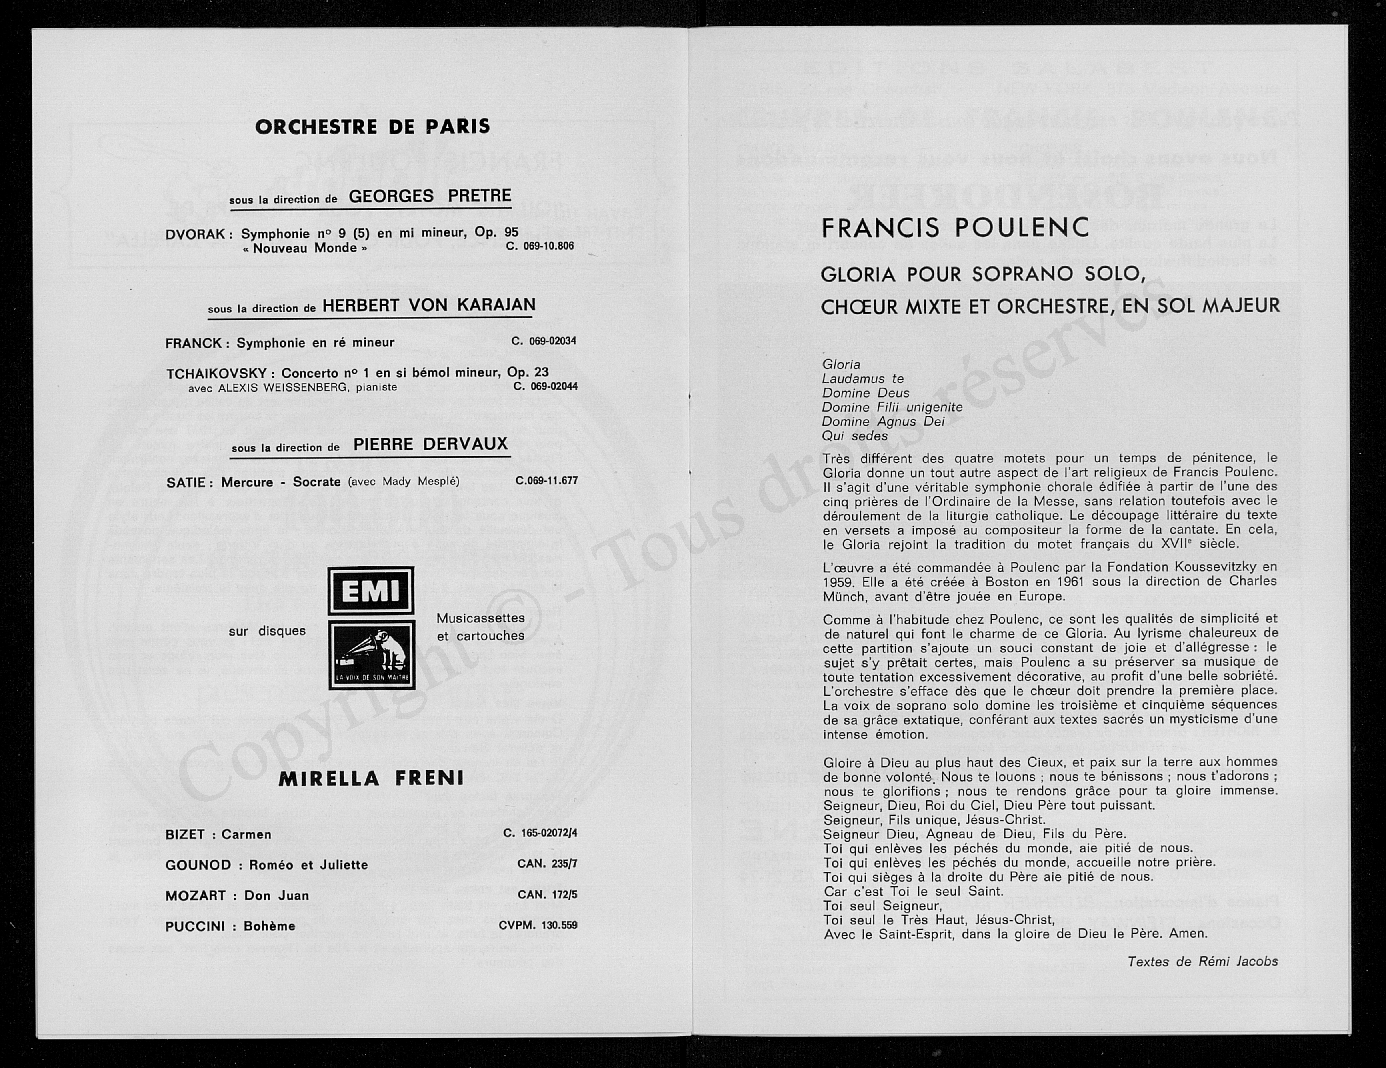 ORCHESTRE DE PARIS
sous la direction de GEORGES PRETRE
DVORAK : Symphonie nº 9 (5) en mi mineur, Op. 95
« Nouveau Monde » C. 069-10.806
sous la direction de HERBERT VON KARAJAN
FRANCK : Symphonie en ré mineur C. 069-02034
TCHAIKOVSKY : Concerto nº 1 en si bémol mineur, Op. 23
avec ALEXIS WEISSENBERG, pianiste C. 069-02044
sous la direction de PIERRE DERVAUX
SATIE : Mercure - Socrate (avec Mady Mesplé) C.069-11.677
EMI
sur disques
Musicassettes
et cartouches
LA VOIX DE SON MAITRE
MIRELLA FRENI
BIZET : Carmen C. 165-02072/4
GOUNOD : Roméo et Juliette CAN. 235/7
MOZART : Don Juan CAN. 172/5
PUCCINI : Bohème CVPM. 130.559
FRANCIS POULENC
GLORIA POUR SOPRANO SOLO,
CHŒUR MIXTE ET ORCHESTRE, EN SOL MAJEUR
Gloria
Laudamus te
Domine Deus
Domine Filii unigenite
Domine Agnus Dei
Qui sedes
Très différent des quatre motets pour un temps de pénitence, le
Gloria donne un tout autre aspect de l'art religieux de Francis Poulenc.
Il s'agit d'une véritable symphonie chorale édifiée à partir de l'une des
cinq prières de l'Ordinaire de la Messe, sans relation toutefois avec le
déroulement de la liturgie catholique. Le découpage littéraire du texte
en versets a imposé au compositeur la forme de la cantate. En cela,
le Gloria rejoint la tradition du motet français du XVIIe siècle.
L'œuvre a été commandée à Poulenc par la Fondation Koussevitzky en
1959. Elle a été créée à Boston en 1961 sous la direction de Charles
Münch, avant d'être jouée en Europe.
Comme à l'habitude chez Poulenc, ce sont les qualités de simplicité et
de naturel qui font le charme de ce Gloria. Au lyrisme chaleureux de
cette partition s'ajoute un souci constant de joie et d'allégresse : le
sujet s'y prêtait certes, mais Poulenc a su préserver sa musique de
toute tentation excessivement décorative, au profit d'une belle sobriété.
L'orchestre s'efface dès que le chœur doit prendre la première place.
La voix de soprano solo domine les troisième et cinquième séquences
de sa grâce extatique, conférant aux textes sacrés un mysticisme d'une
intense émotion.
Gloire à Dieu au plus haut des Cieux, et paix sur la terre aux hommes
de bonne volonté. Nous te louons ; nous te bénissons ; nous t'adorons ;
nous te glorifions ; nous te rendons grâce pour ta gloire immense.
Seigneur, Dieu, Roi du Ciel, Dieu Père tout puissant.
Seigneur, Fils unique, Jésus-Christ.
Seigneur Dieu, Agneau de Dieu, Fils du Père.
Toi qui enlèves les péchés du monde, aie pitié de nous.
Toi qui enlèves les péchés du monde, accueille notre prière.
Toi qui sièges à la droite du Père aie pitié de nous.
Car c'est Toi le seul Saint.
Toi seul Seigneur,
Toi seul le Très Haut, Jésus-Christ,
Avec le Saint-Esprit, dans la gloire de Dieu le Père. Amen.
Textes de Rémi Jacobs
Copyright © - Tous droits réservés